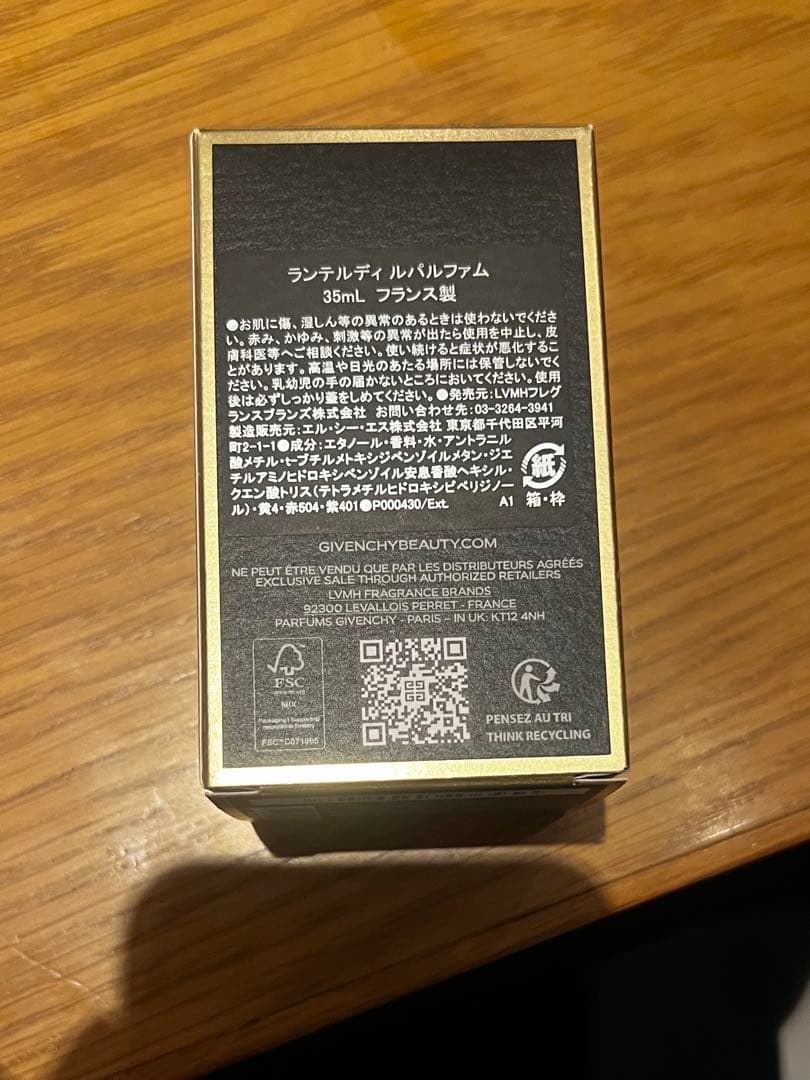 ランテルディ ルパルファム
35mL フランス製
●お肌に傷、湿しん等の異常のあるときは使わないでくださ
い。赤み、かゆみ、刺激等の異常が出たら使用を中止し、皮
膚科医等へご相談ください。使い続けると症状が悪化するこ
とがあります。高温や日光のあたる場所には保管しないでく
ださい。乳幼児の手の届かないところにおいてください。使用
後は必ずしっかり蓋をしめてください。●発売元:LVMHフレグ
ランスブランズ株式会社 お問い合わせ先:03-3264-3941
製造販売元:エル・シー・エス株式会社 東京都千代田区平河
町2-1-1●成分:エタノール・香料・水・アントラニル
酸メチル・t-ブチルメトキシジベンゾイルメタン・ジエ
チルアミノヒドロキシベンゾイル安息香酸ヘキシル・
クエン酸トリス(テトラメチルヒドロキシピペリジノー
ル)・黄4・赤504・紫401●P000430/Ext. A1
紙
箱・枠
GIVENCHYBEAUTY.COM
NE PEUT ÊTRE VENDU QUE PAR LES DISTRIBUTEURS AGRÉÉS
EXCLUSIVE SALE THROUGH AUTHORIZED RETAILERS
LVMH FRAGRANCE BRANDS
92300 LEVALLOIS PERRET - FRANCE
PARFUMS GIVENCHY - PARIS - IN UK: KT12 4NH
FSC
MIX
Packaging | Supporting
responsible forestry
PENSEZ AU TRI
THINK RECYCLING